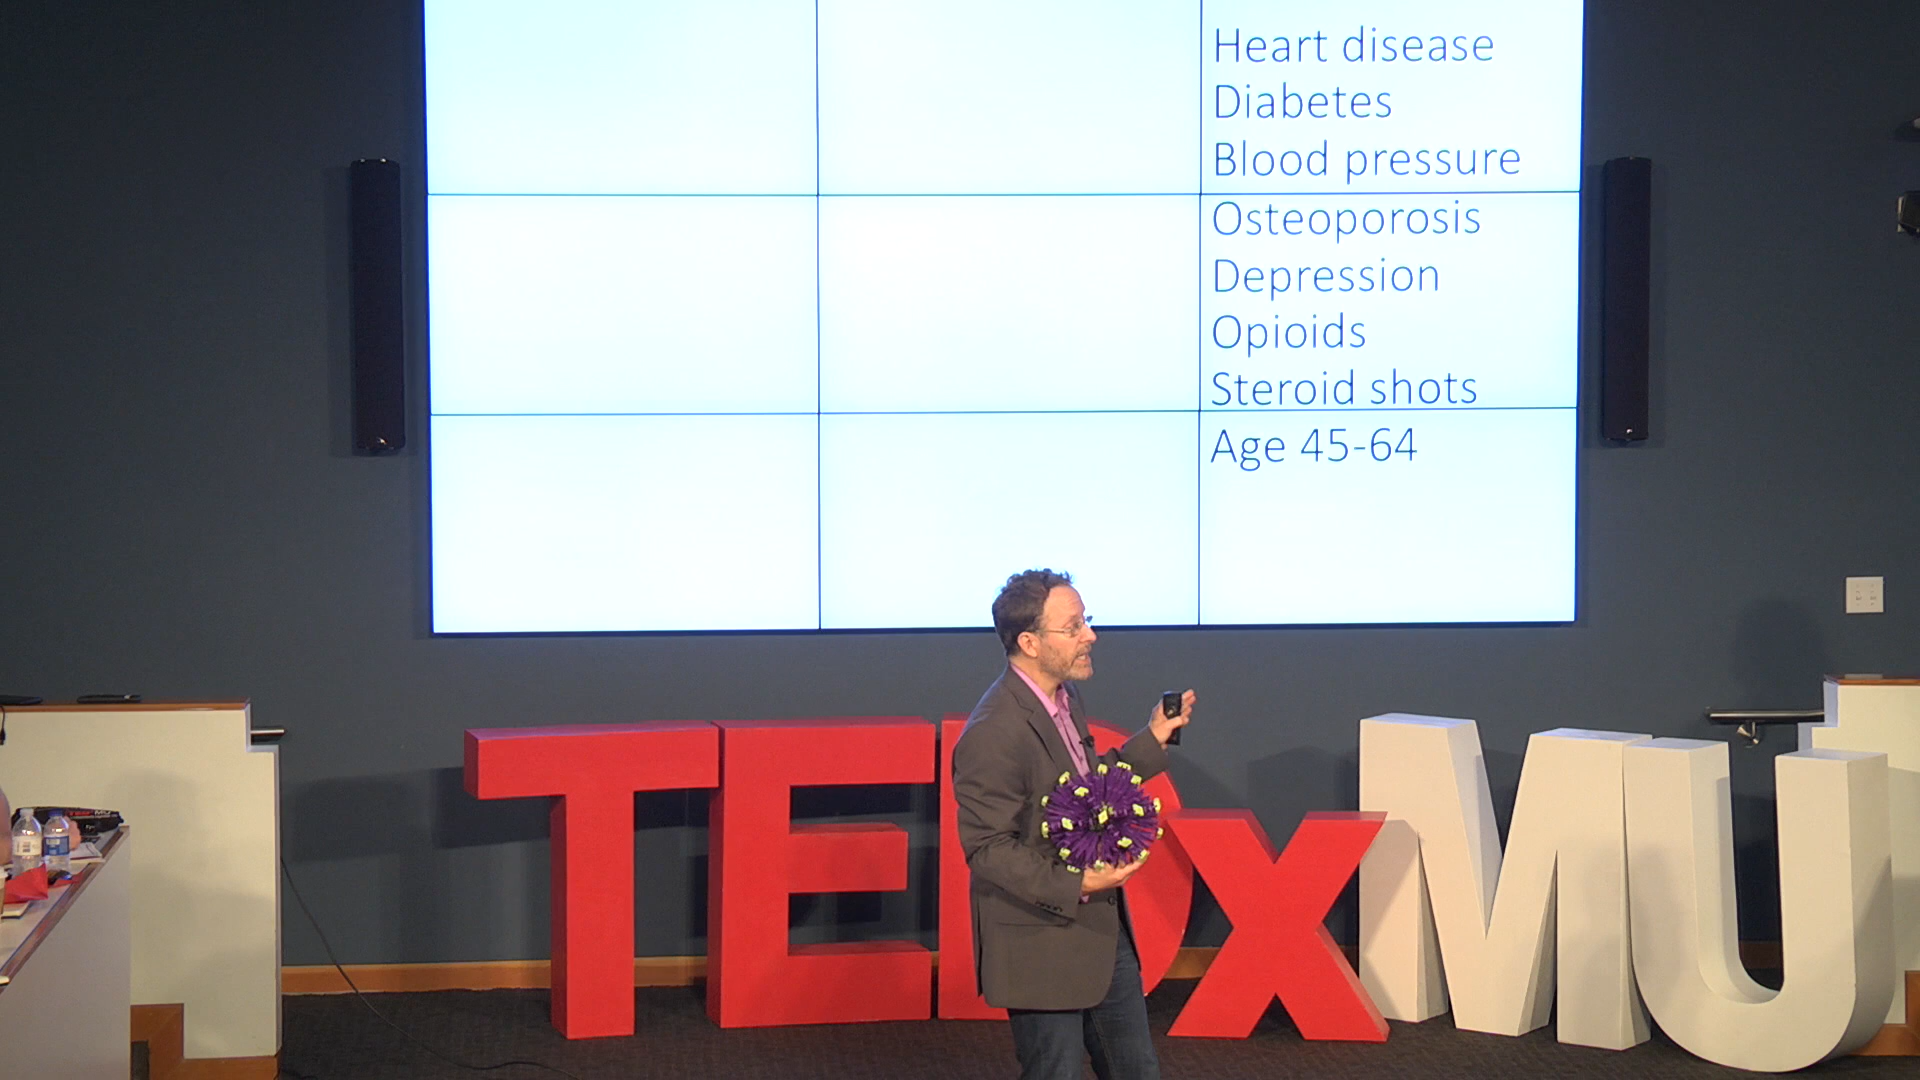 Heart disease
Diabetes
Blood pressure
Osteoporosis
Depression
Opioids
Steroid shots
Age 45-64
TEDxMU